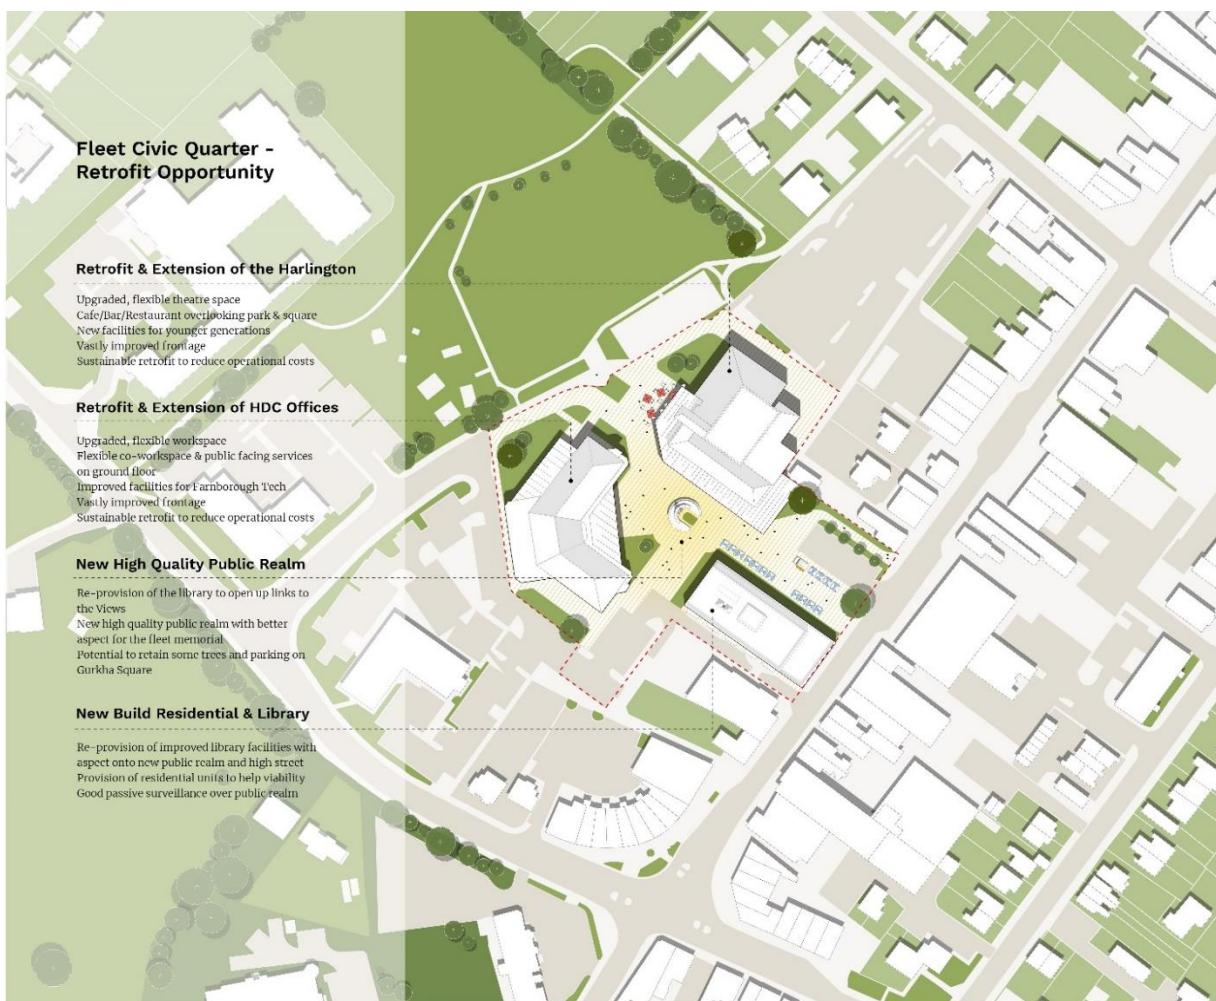 Fleet Civic Quarter -
Retrofit Opportunity
Retrofit & Extension of the Harlington
Upgraded, flexible theatre space
Cafe/Bar/Restaurant overlooking park & square
New facilities for younger generations
Vastly improved frontage
Sustainable retrofit to reduce operational costs
Retrofit & Extension of HDC Offices
Upgraded, flexible workspace
Flexible co-workspace & public facing services
on ground floor
Improved facilities for Farnborough Tech
Vastly improved frontage
Sustainable retrofit to reduce operational costs
New High Quality Public Realm
Re-provision of the library to open up links to
the Views
New high quality public realm with better
aspect for the fleet memorial
Potential to retain some trees and parking on
Gurkha Square
New Build Residential & Library
Re-provision of improved library facilities with
aspect onto new public realm and high street
Provision of residential units to help viability
Good passive surveillance over public realm